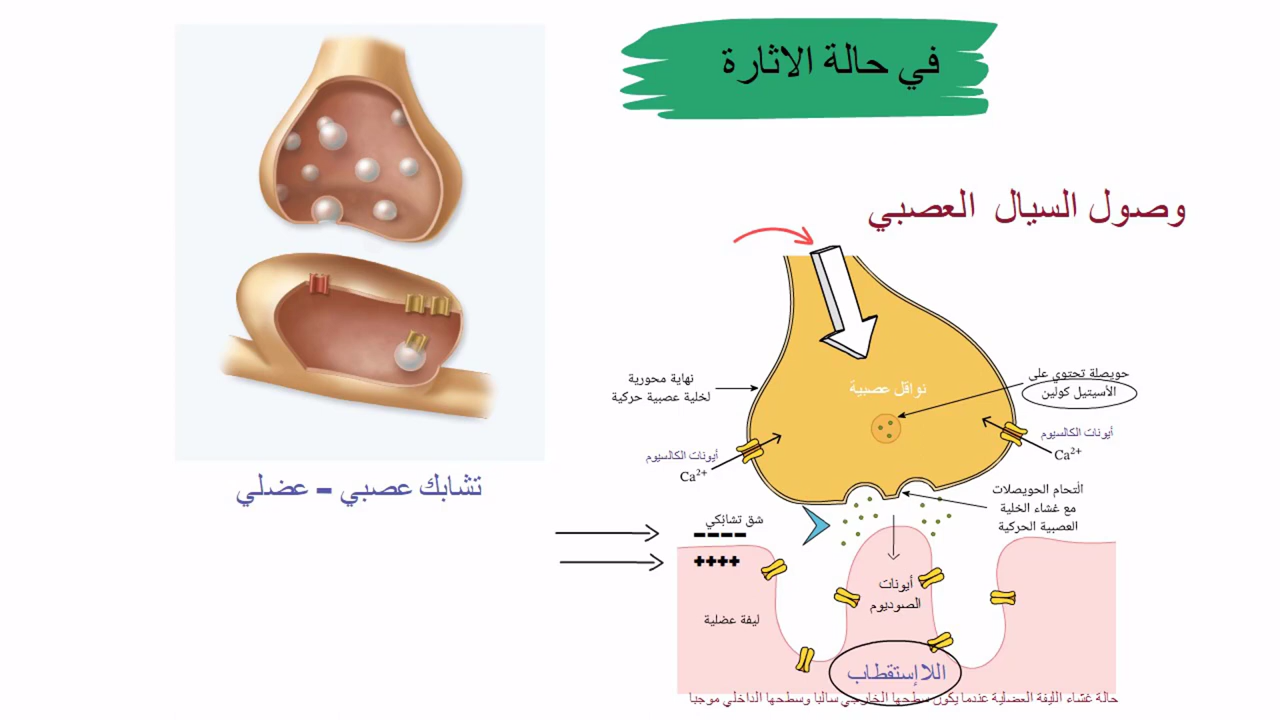 في حالة الاثارة
وصول السيال العصبي
نهاية محورية
لخلية عصبية حركية
نواقل عصبية
حويصلة تحتوي على
الأسيتيل كولين
أيونات الكالسيوم
Ca²⁺
أيونات الكالسيوم
Ca²⁺
تشابك عصبي – عضلي
التحام الحويصلات
مع غشاء الخلية
العصبية الحركية
شق تشابكي
----
++++
أيونات
الصوديوم
ليفة عضلية
اللاإستقطاب
حالة غشاء الليفة العضلية عندما يكون سطحها الخارجي سالبا وسطحها الداخلي موجبا